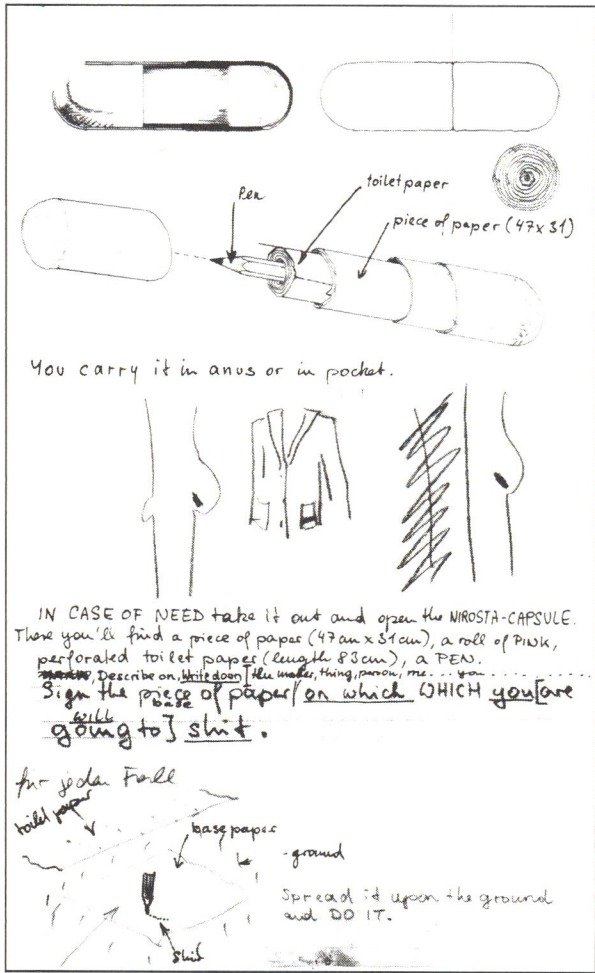 Pen
toilet paper
piece of paper (47x31)
You carry it in anus or in pocket.
IN CASE OF NEED take it out and open the NIROSTA-CAPSULE.
There you'll find a piece of paper (47cm x 31cm), a roll of PINK,
perforated toilet paper (length 83cm), a PEN.
, Describe on, Write down [the maker, thing, person, me... you..........
Sign the piece of paper/on which WHICH you[are
base
will
going to] shit.
für jeden Fall
toilet paper
base paper
ground
shit
Spread it upon the ground
and DO IT.